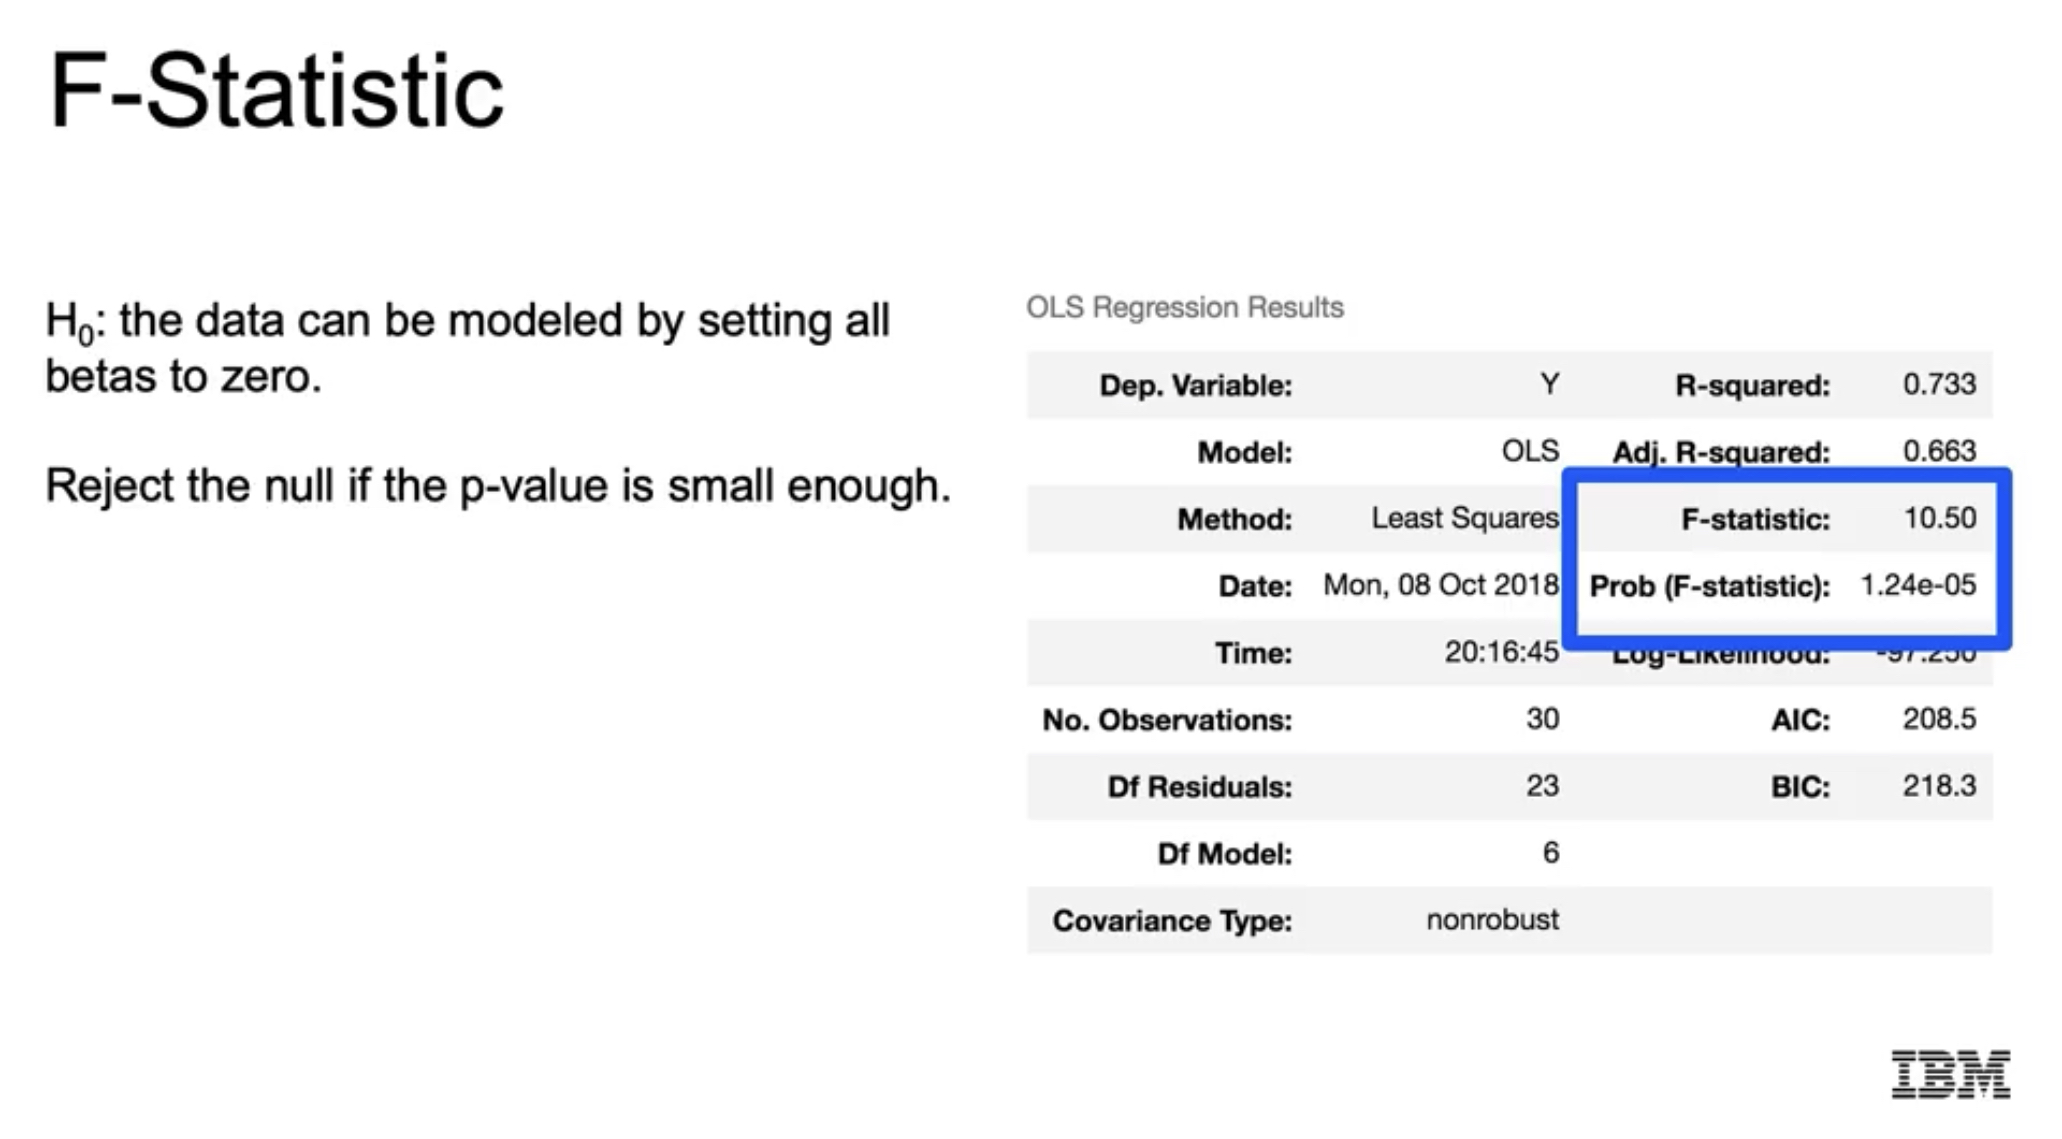 F-Statistic
H0: the data can be modeled by setting all
betas to zero.
Reject the null if the p-value is small enough.
OLS Regression Results
Dep. Variable: Y R-squared: 0.733
Model: OLS Adj. R-squared: 0.663
Method: Least Squares F-statistic: 10.50
Date: Mon, 08 Oct 2018 Prob (F-statistic): 1.24e-05
Time: 20:16:45 Log-Likelihood: -97.250
No. Observations: 30 AIC: 208.5
Df Residuals: 23 BIC: 218.3
Df Model: 6
Covariance Type: nonrobust
IBM